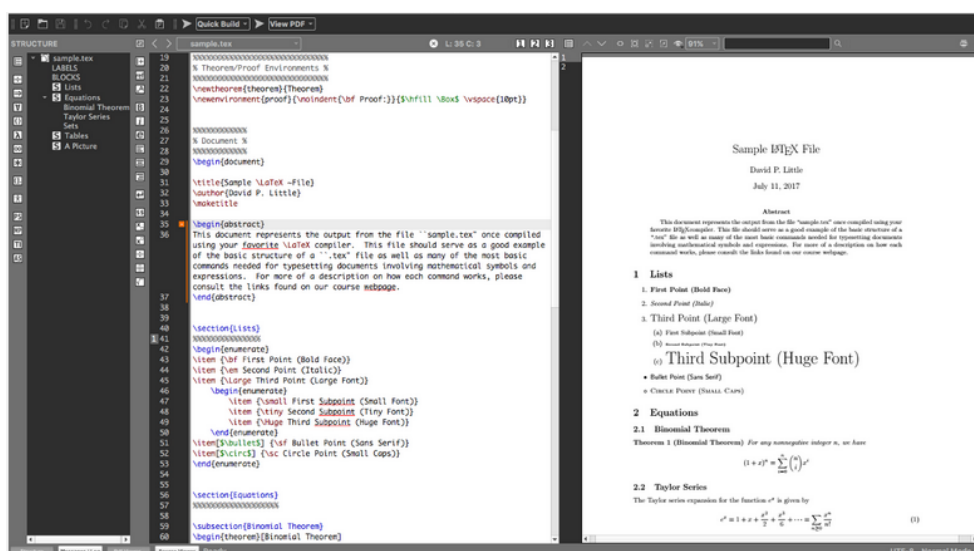 Quick Build
View PDF
STRUCTURE
sample.tex
L: 35 C: 3
91%
sample.tex
LABELS
BLOCKS
Lists
Equations
Binomial Theorem
Taylor Series
Sets
Tables
A Picture
19 %%%%%%%%%%%%%%%%%%%%%%%%%%%%%%%%
20 % Theorem/Proof Environments %
21 %%%%%%%%%%%%%%%%%%%%%%%%%%%%%%%%
22 \newtheorem{theorem}{Theorem}
23 \newenvironment{proof}{\noindent{\bf Proof:}}{$\hfill \Box$ \vspace{10pt}}
24
25
26 %%%%%%%%%%%%
27 % Document %
28 %%%%%%%%%%%%
29 \begin{document}
30
31 \title{Sample \LaTeX ~File}
32 \author{David P. Little}
33 \maketitle
34
35 \begin{abstract}
36 This document represents the output from the file ``sample.tex" once compiled
using your favorite \LaTeX compiler. This file should serve as a good example
of the basic structure of a ``.tex" file as well as many of the most basic
commands needed for typesetting documents involving mathematical symbols and
expressions. For more of a description on how each command works, please
consult the links found on our course webpage.
37 \end{abstract}
38
39
40 \section{Lists}
41 %%%%%%%%%%%%%%%%
42 \begin{enumerate}
43 \item {\bf First Point (Bold Face)}
44 \item {\em Second Point (Italic)}
45 \item {\Large Third Point (Large Font)}
46 \begin{enumerate}
47 \item {\small First Subpoint (Small Font)}
48 \item {\tiny Second Subpoint (Tiny Font)}
49 \item {\Huge Third Subpoint (Huge Font)}
50 \end{enumerate}
51 \item[$\bullet$] {\sf Bullet Point (Sans Serif)}
52 \item[$\circ$] {\sc Circle Point (Small Caps)}
53 \end{enumerate}
54
55
56 \section{Equations}
57 %%%%%%%%%%%%%%%%%%%%
58
59 \subsection{Binomial Theorem}
60 \begin{theorem}[Binomial Theorem]
1
2
Sample LATEX File
David P. Little
July 11, 2017
Abstract
This document represents the output from the file "sample.tex" once compiled using your
favorite LATEXcompiler. This file should serve as a good example of the basic structure of a
".tex" file as well as many of the most basic commands needed for typesetting documents
involving mathematical symbols and expressions. For more of a description on how each
command works, please consult the links found on our course webpage.
1 Lists
1. First Point (Bold Face)
2. Second Point (Italic)
3. Third Point (Large Font)
(a) First Subpoint (Small Font)
(b) Second Subpoint (Tiny Font)
(c) Third Subpoint (Huge Font)
• Bullet Point (Sans Serif)
○ Circle Point (Small Caps)
2 Equations
2.1 Binomial Theorem
Theorem 1 (Binomial Theorem) For any nonnegative integer n, we have
(1 + x)^n = ∑_{i=0}^{n} (n i) x^i
2.2 Taylor Series
The Taylor series expansion for the function e^x is given by
e^x = 1 + x + x^2/2 + x^3/6 + ··· = ∑_{n≥0} x^n/n! (1)